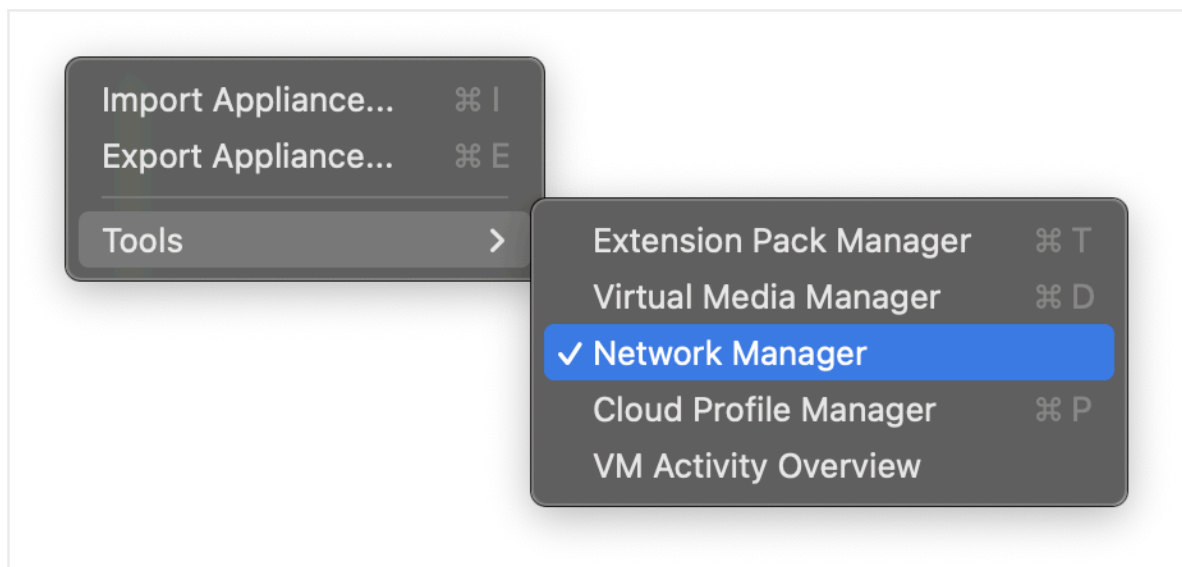 Import Appliance... ⌘ I
Export Appliance... ⌘ E
Tools
Extension Pack Manager ⌘ T
Virtual Media Manager ⌘ D
✓ Network Manager
Cloud Profile Manager ⌘ P
VM Activity Overview